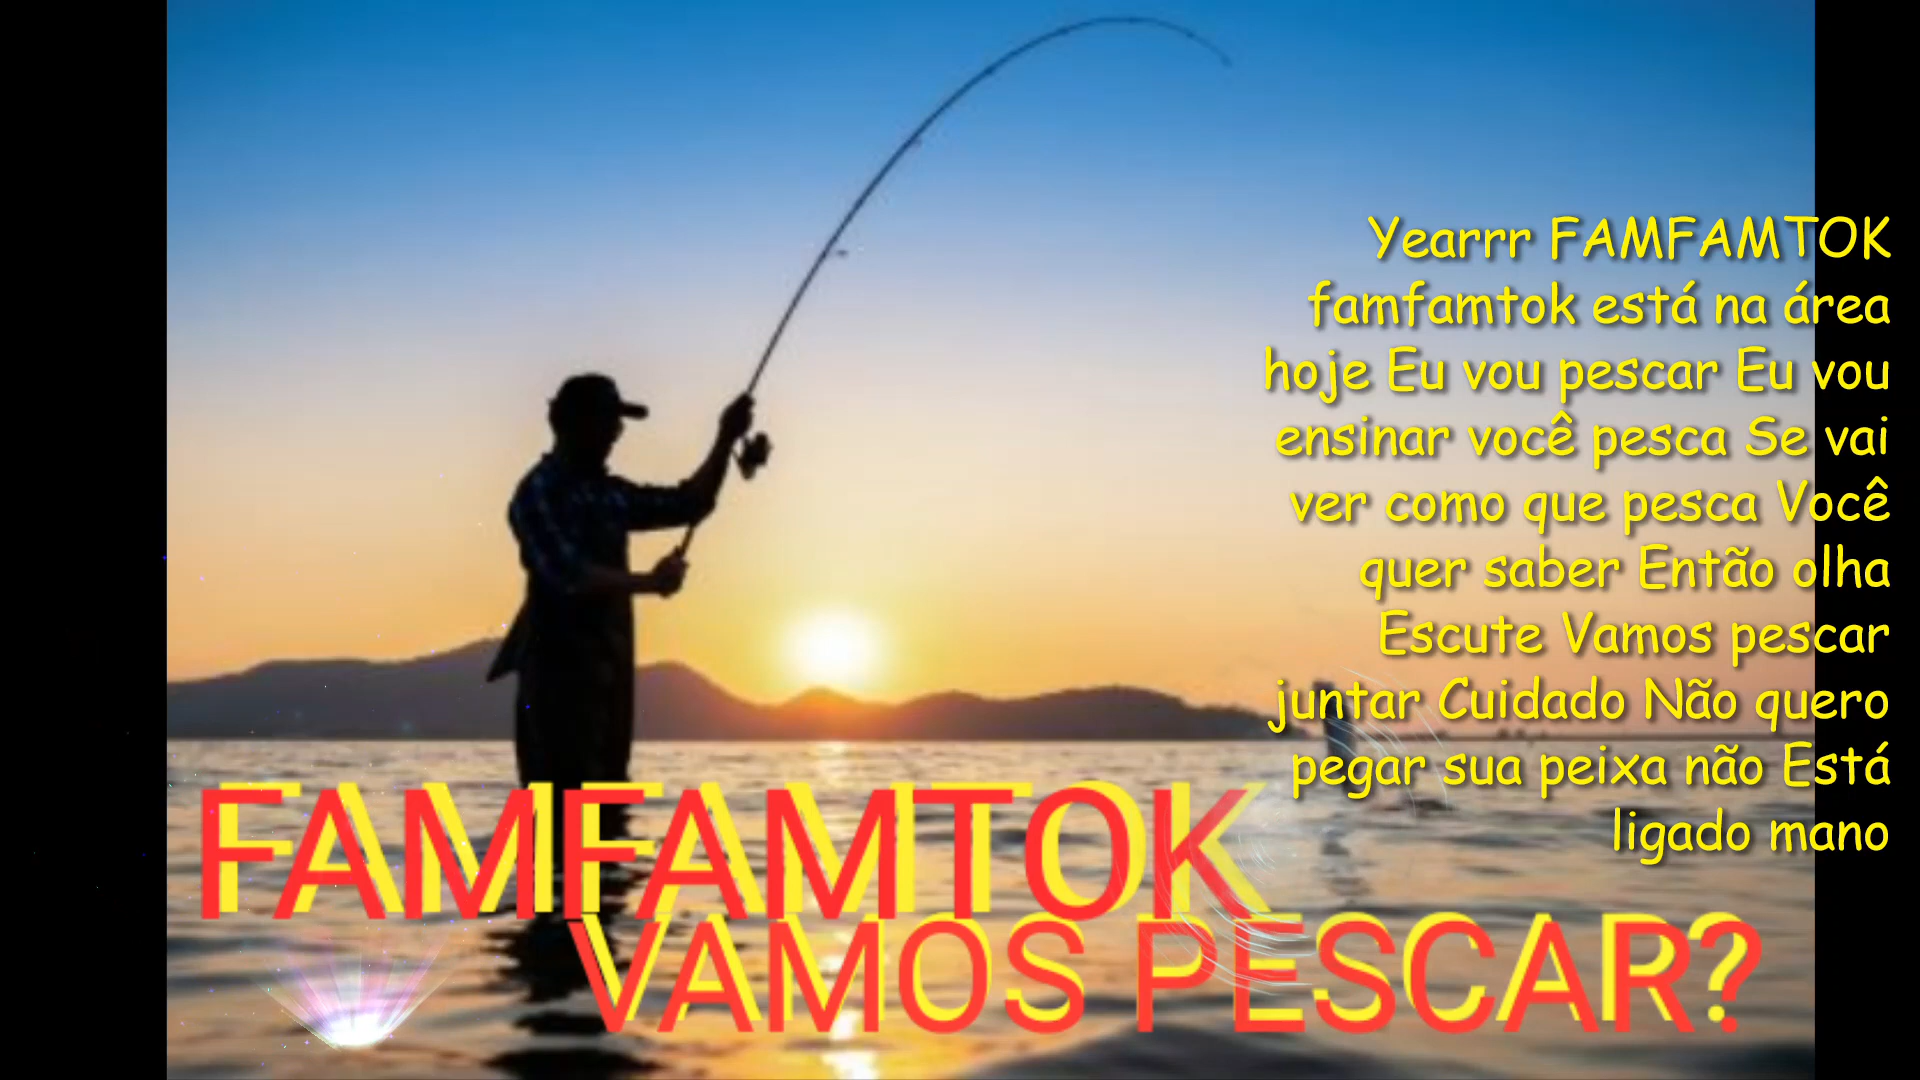 Yearrr FAMFAMTOK
famfamtok está na área
hoje Eu vou pescar Eu vou
ensinar você pesca Se vai
ver como que pesca Você
quer saber Então olha
Escute Vamos pescar
juntar Cuidado Não quero
pegar sua peixa não Está
ligado mano
FAMFAMTOK
VAMOS PESCAR?